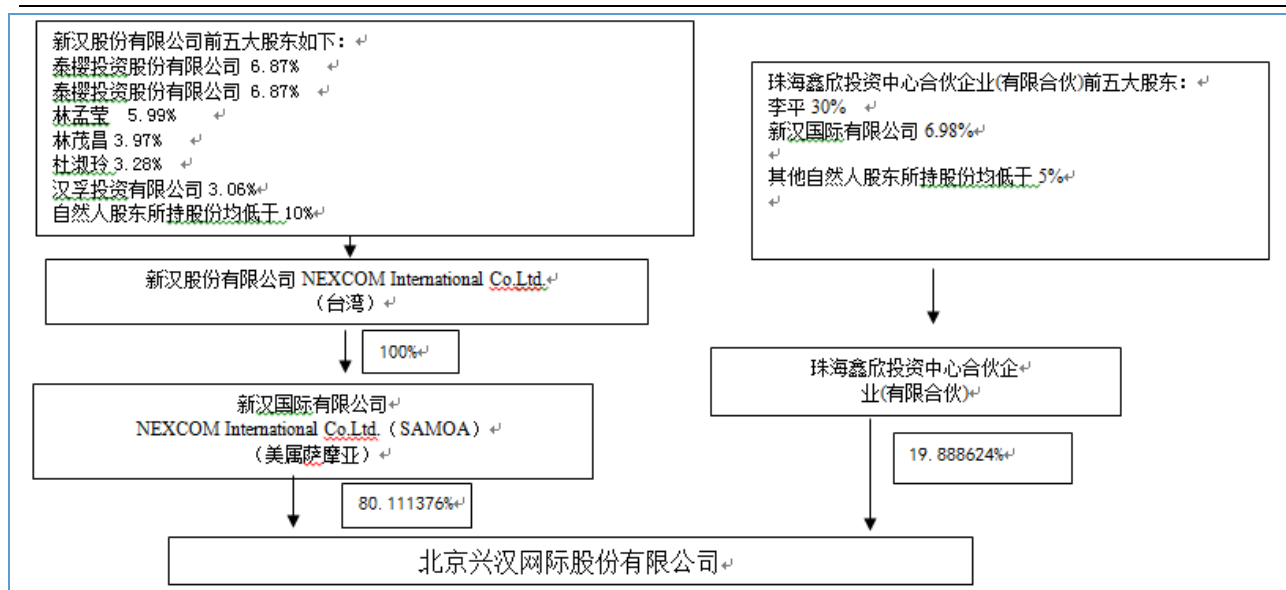 新汉股份有限公司前五大股东如下：
泰樱投资股份有限公司 6.87%
泰樱投资股份有限公司 6.87%
林孟莹 5.99%
林茂昌 3.97%
杜淑玲 3.28%
汉孚投资有限公司 3.06%
自然人股东所持股份均低于 10%
珠海鑫欣投资中心合伙企业(有限合伙)前五大股东：
李平 30%
新汉国际有限公司 6.98%
其他自然人股东所持股份均低于 5%
新汉股份有限公司 NEXCOM International Co.Ltd.
（台湾）
100%
珠海鑫欣投资中心合伙企
业(有限合伙)
新汉国际有限公司
NEXCOM International Co.Ltd.（SAMOA）
（美属萨摩亚）
19.888624%
80.111376%
北京兴汉网际股份有限公司